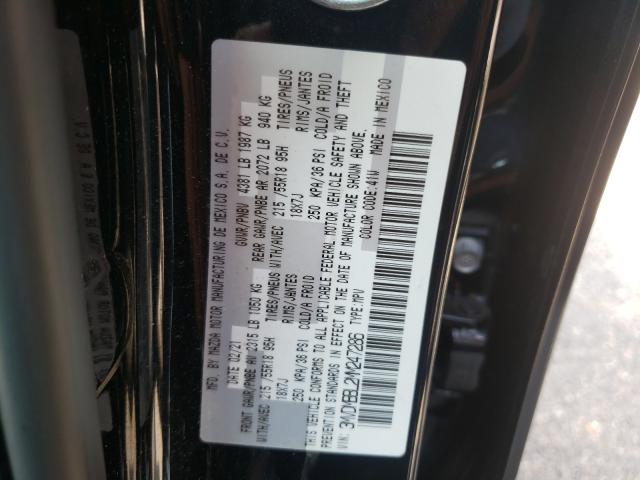 MFD. BY MAZDA MOTOR MANUFACTURING DE MEXICO S.A. DE C.V.
DATE 02/21 GVWR/PNBV 4381 LB 1987 KG
FRONT GAWR/PNBE AV 2315 LB 1050 KG REAR GAWR/PNBE AR 2072 LB 940 KG
WITH/AVEC 215 /55R18 95H TIRES/PNEUS WITH/AVEC 215 /55R18 95H TIRES/PNEUS
18X7J RIMS/JANTES 18X7J RIMS/JANTES
250 KPA/36 PSI COLD/A FROID 250 KPA/36 PSI COLD/A FROID
THIS VEHICLE CONFORMS TO ALL APPLICABLE FEDERAL MOTOR VEHICLE SAFETY AND THEFT
PREVENTION STANDARDS IN EFFECT ON THE DATE OF MANUFACTURE SHOWN ABOVE.
VIN: TYPE: MPV COLOR CODE: 41W
MADE IN MEXICO